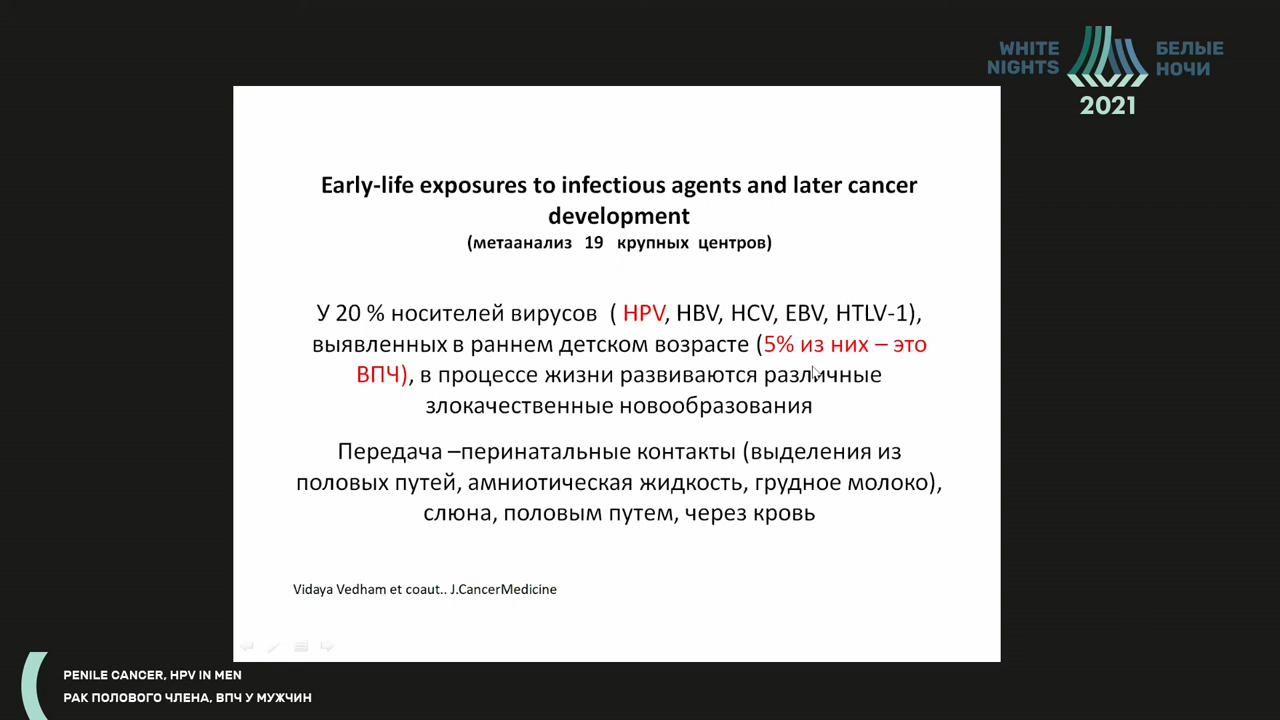 WHITE NIGHTS
БЕЛЫЕ НОЧИ
2021
Early-life exposures to infectious agents and later cancer
development
(метаанализ 19 крупных центров)
У 20 % носителей вирусов ( HPV, HBV, HCV, EBV, HTLV-1),
выявленных в раннем детском возрасте (5% из них – это
ВПЧ), в процессе жизни развиваются различные
злокачественные новообразования
Передача –перинатальные контакты (выделения из
половых путей, амниотическая жидкость, грудное молоко),
слюна, половым путем, через кровь
Vidaya Vedham et coaut.. J.CancerMedicine
PENILE CANCER, HPV IN MEN
РАК ПОЛОВОГО ЧЛЕНА, ВПЧ У МУЖЧИН